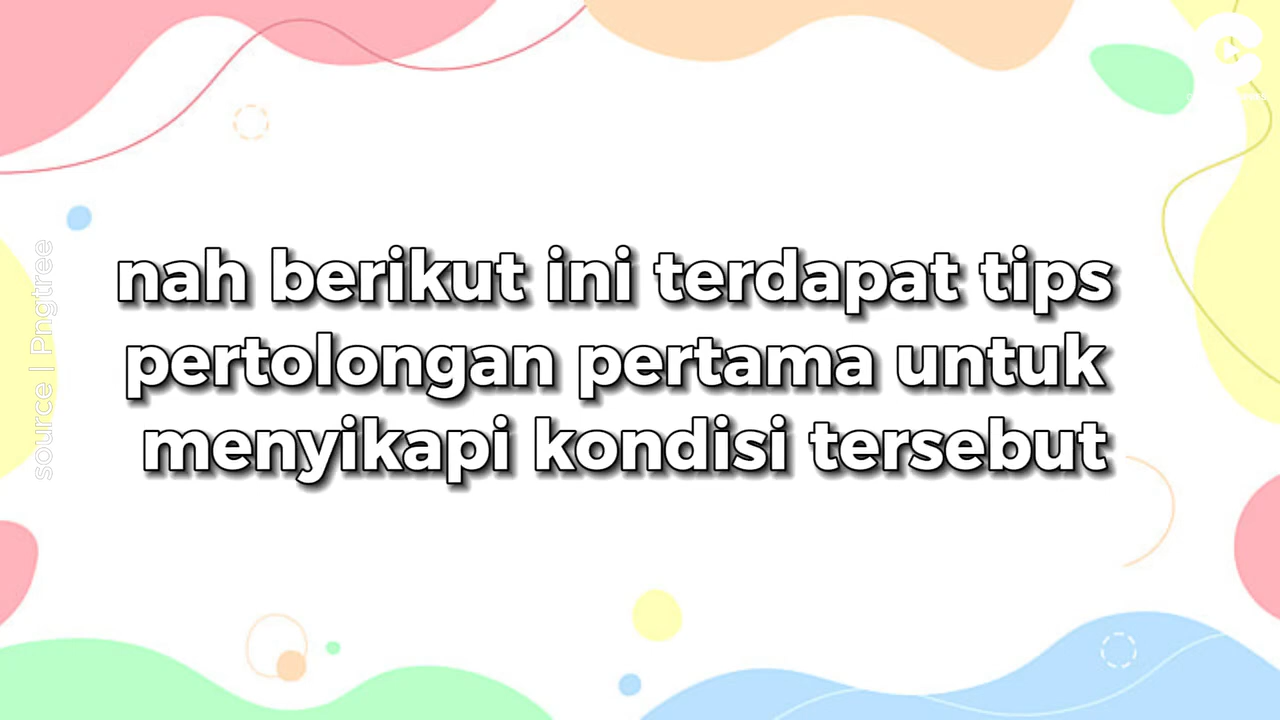 nah berikut ini terdapat tips
pertolongan pertama untuk
menyikapi kondisi tersebut
source | Pngtree